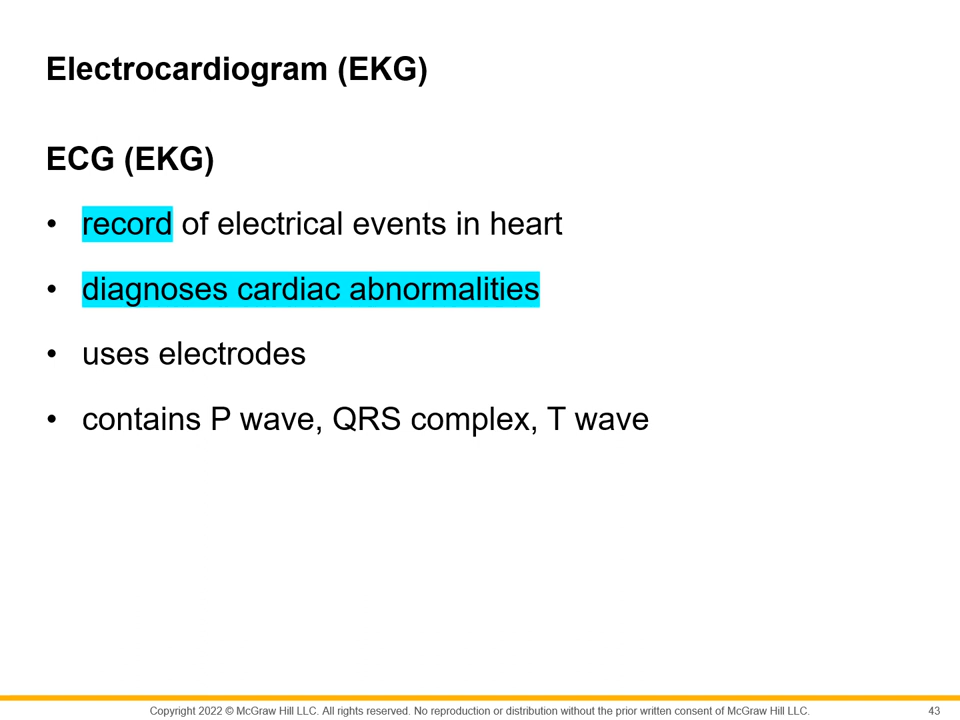 Electrocardiogram (EKG)
ECG (EKG)
• record of electrical events in heart
• diagnoses cardiac abnormalities
• uses electrodes
• contains P wave, QRS complex, T wave
Copyright 2022 © McGraw Hill LLC. All rights reserved. No reproduction or distribution without the prior written consent of McGraw Hill LLC. 43